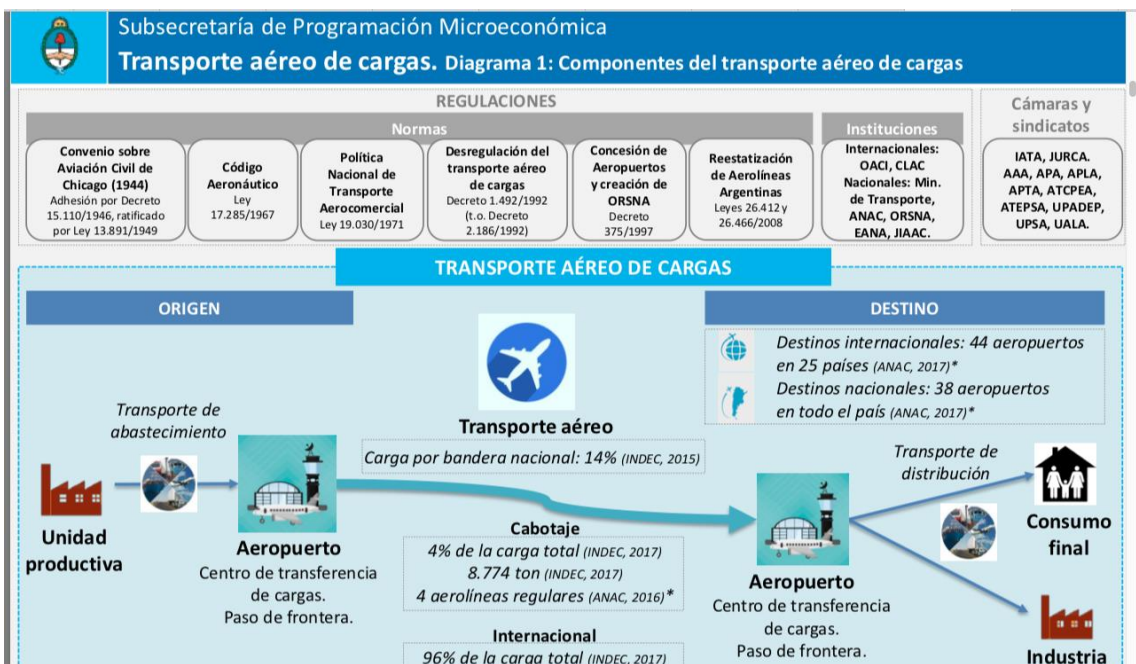 Subsecretaría de Programación Microeconómica
Transporte aéreo de cargas. Diagrama 1: Componentes del transporte aéreo de cargas
REGULACIONES
Normas
Convenio sobre
Aviación Civil de
Chicago (1944)
Adhesión por Decreto
15.110/1946, ratificado
por Ley 13.891/1949
Código
Aeronáutico
Ley
17.285/1967
Política
Nacional de
Transporte
Aerocomercial
Ley 19.030/1971
Desregulación del
transporte aéreo
de cargas
Decreto 1.492/1992
(t.o. Decreto
2.186/1992)
Concesión de
Aeropuertos
y creación de
ORSNA
Decreto
375/1997
Reestatización
de Aerolíneas
Argentinas
Leyes 26.412 y
26.466/2008
Instituciones
Internacionales:
OACI, CLAC
Nacionales: Min.
de Transporte,
ANAC, ORSNA,
EANA, JIAAC.
Cámaras y
sindicatos
IATA, JURCA.
AAA, APA, APLA,
APTA, ATCPEA,
ATEPSA, UPADEP,
UPSA, UALA.
TRANSPORTE AÉREO DE CARGAS
ORIGEN
Transporte de
abastecimiento
Unidad
productiva
Aeropuerto
Centro de transferencia
de cargas.
Paso de frontera.
Transporte aéreo
Carga por bandera nacional: 14% (INDEC, 2015)
Cabotaje
4% de la carga total (INDEC, 2017)
8.774 ton (INDEC, 2017)
4 aerolíneas regulares (ANAC, 2016)*
Internacional
96% de la carga total (INDEC, 2017)
DESTINO
Destinos internacionales: 44 aeropuertos
en 25 países (ANAC, 2017)*
Destinos nacionales: 38 aeropuertos
en todo el país (ANAC, 2017)*
Transporte de
distribución
Aeropuerto
Centro de transferencia
de cargas.
Paso de frontera.
Consumo
final
Industria